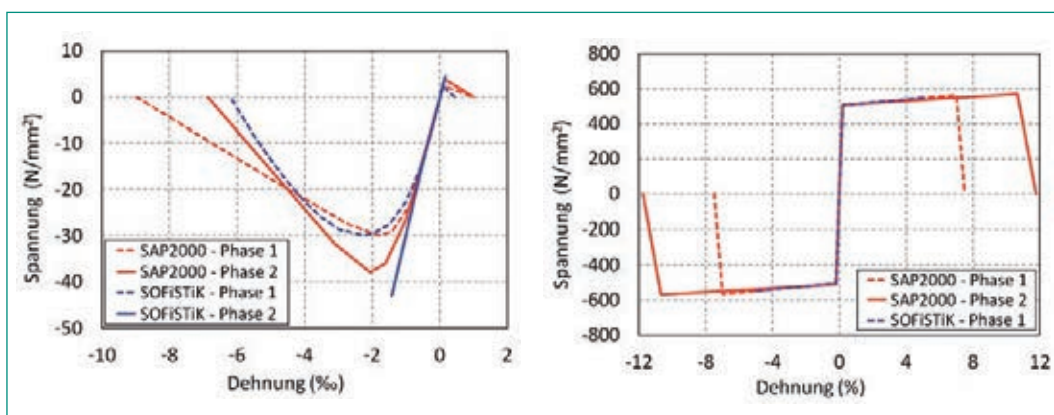 10
0
-10
-20
-30
-40
-50
Spannung (N/mm²)
SAP2000 - Phase 1
SAP2000 - Phase 2
SOFiSTiK - Phase 1
SOFiSTiK - Phase 2
-10 -8 -6 -4 -2 0 2
Dehnung (‰)
800
600
400
200
0
-200
-400
-600
-800
Spannung (N/mm²)
SAP2000 - Phase 1
SAP2000 - Phase 2
SOFiSTiK - Phase 1
-12 -8 -4 0 4 8 12
Dehnung (%)